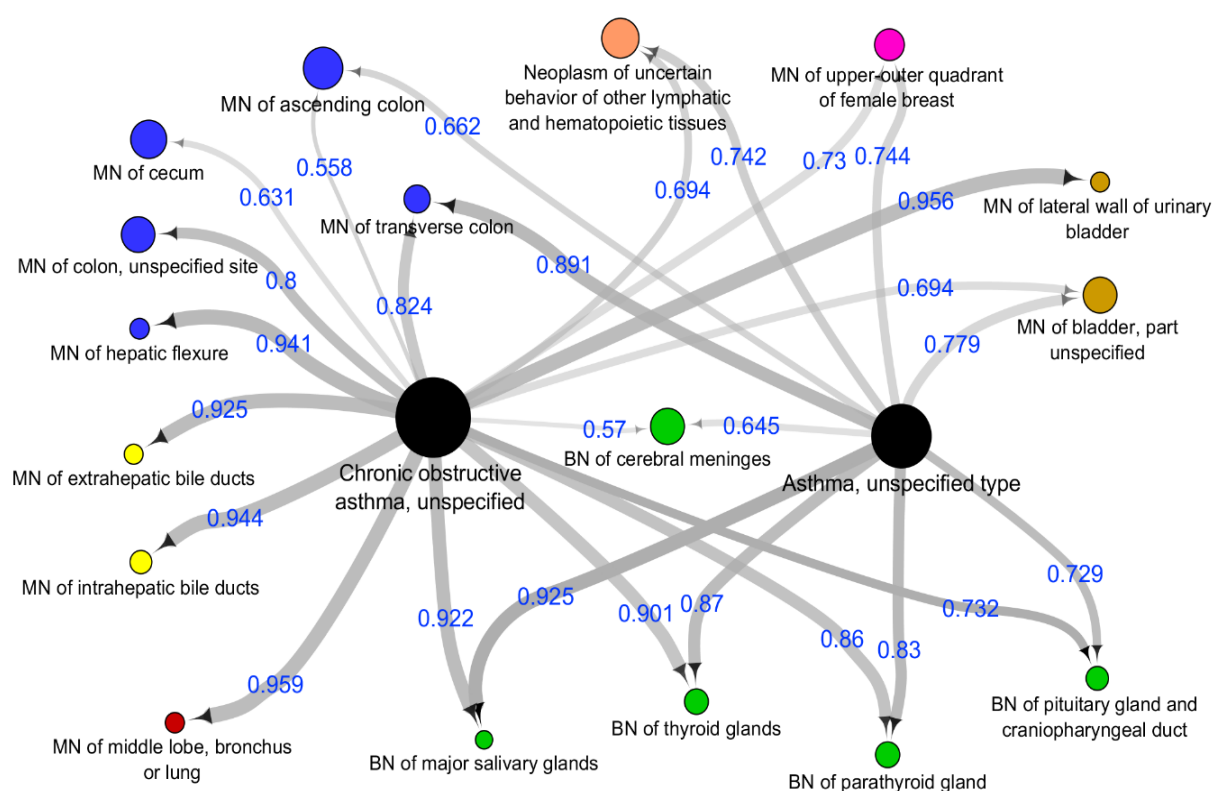 Neoplasm of uncertain
behavior of other lymphatic
and hematopoietic tissues
MN of upper-outer quadrant
of female breast
MN of ascending colon
0.662
0.742
0.73
0.744
MN of cecum
0.558
0.631
0.694
0.956
MN of lateral wall of urinary
bladder
MN of transverse colon
MN of colon, unspecified site
0.8
0.891
0.824
0.694
MN of bladder, part
unspecified
MN of hepatic flexure
0.941
0.779
0.925
0.57
0.645
BN of cerebral meninges
MN of extrahepatic bile ducts
Chronic obstructive
asthma, unspecified
Asthma, unspecified type
0.944
MN of intrahepatic bile ducts
0.729
0.925
0.87
0.732
0.922
0.901
0.86
0.83
0.959
MN of middle lobe, bronchus
or lung
BN of major salivary glands
BN of thyroid glands
BN of parathyroid gland
BN of pituitary gland and
craniopharyngeal duct